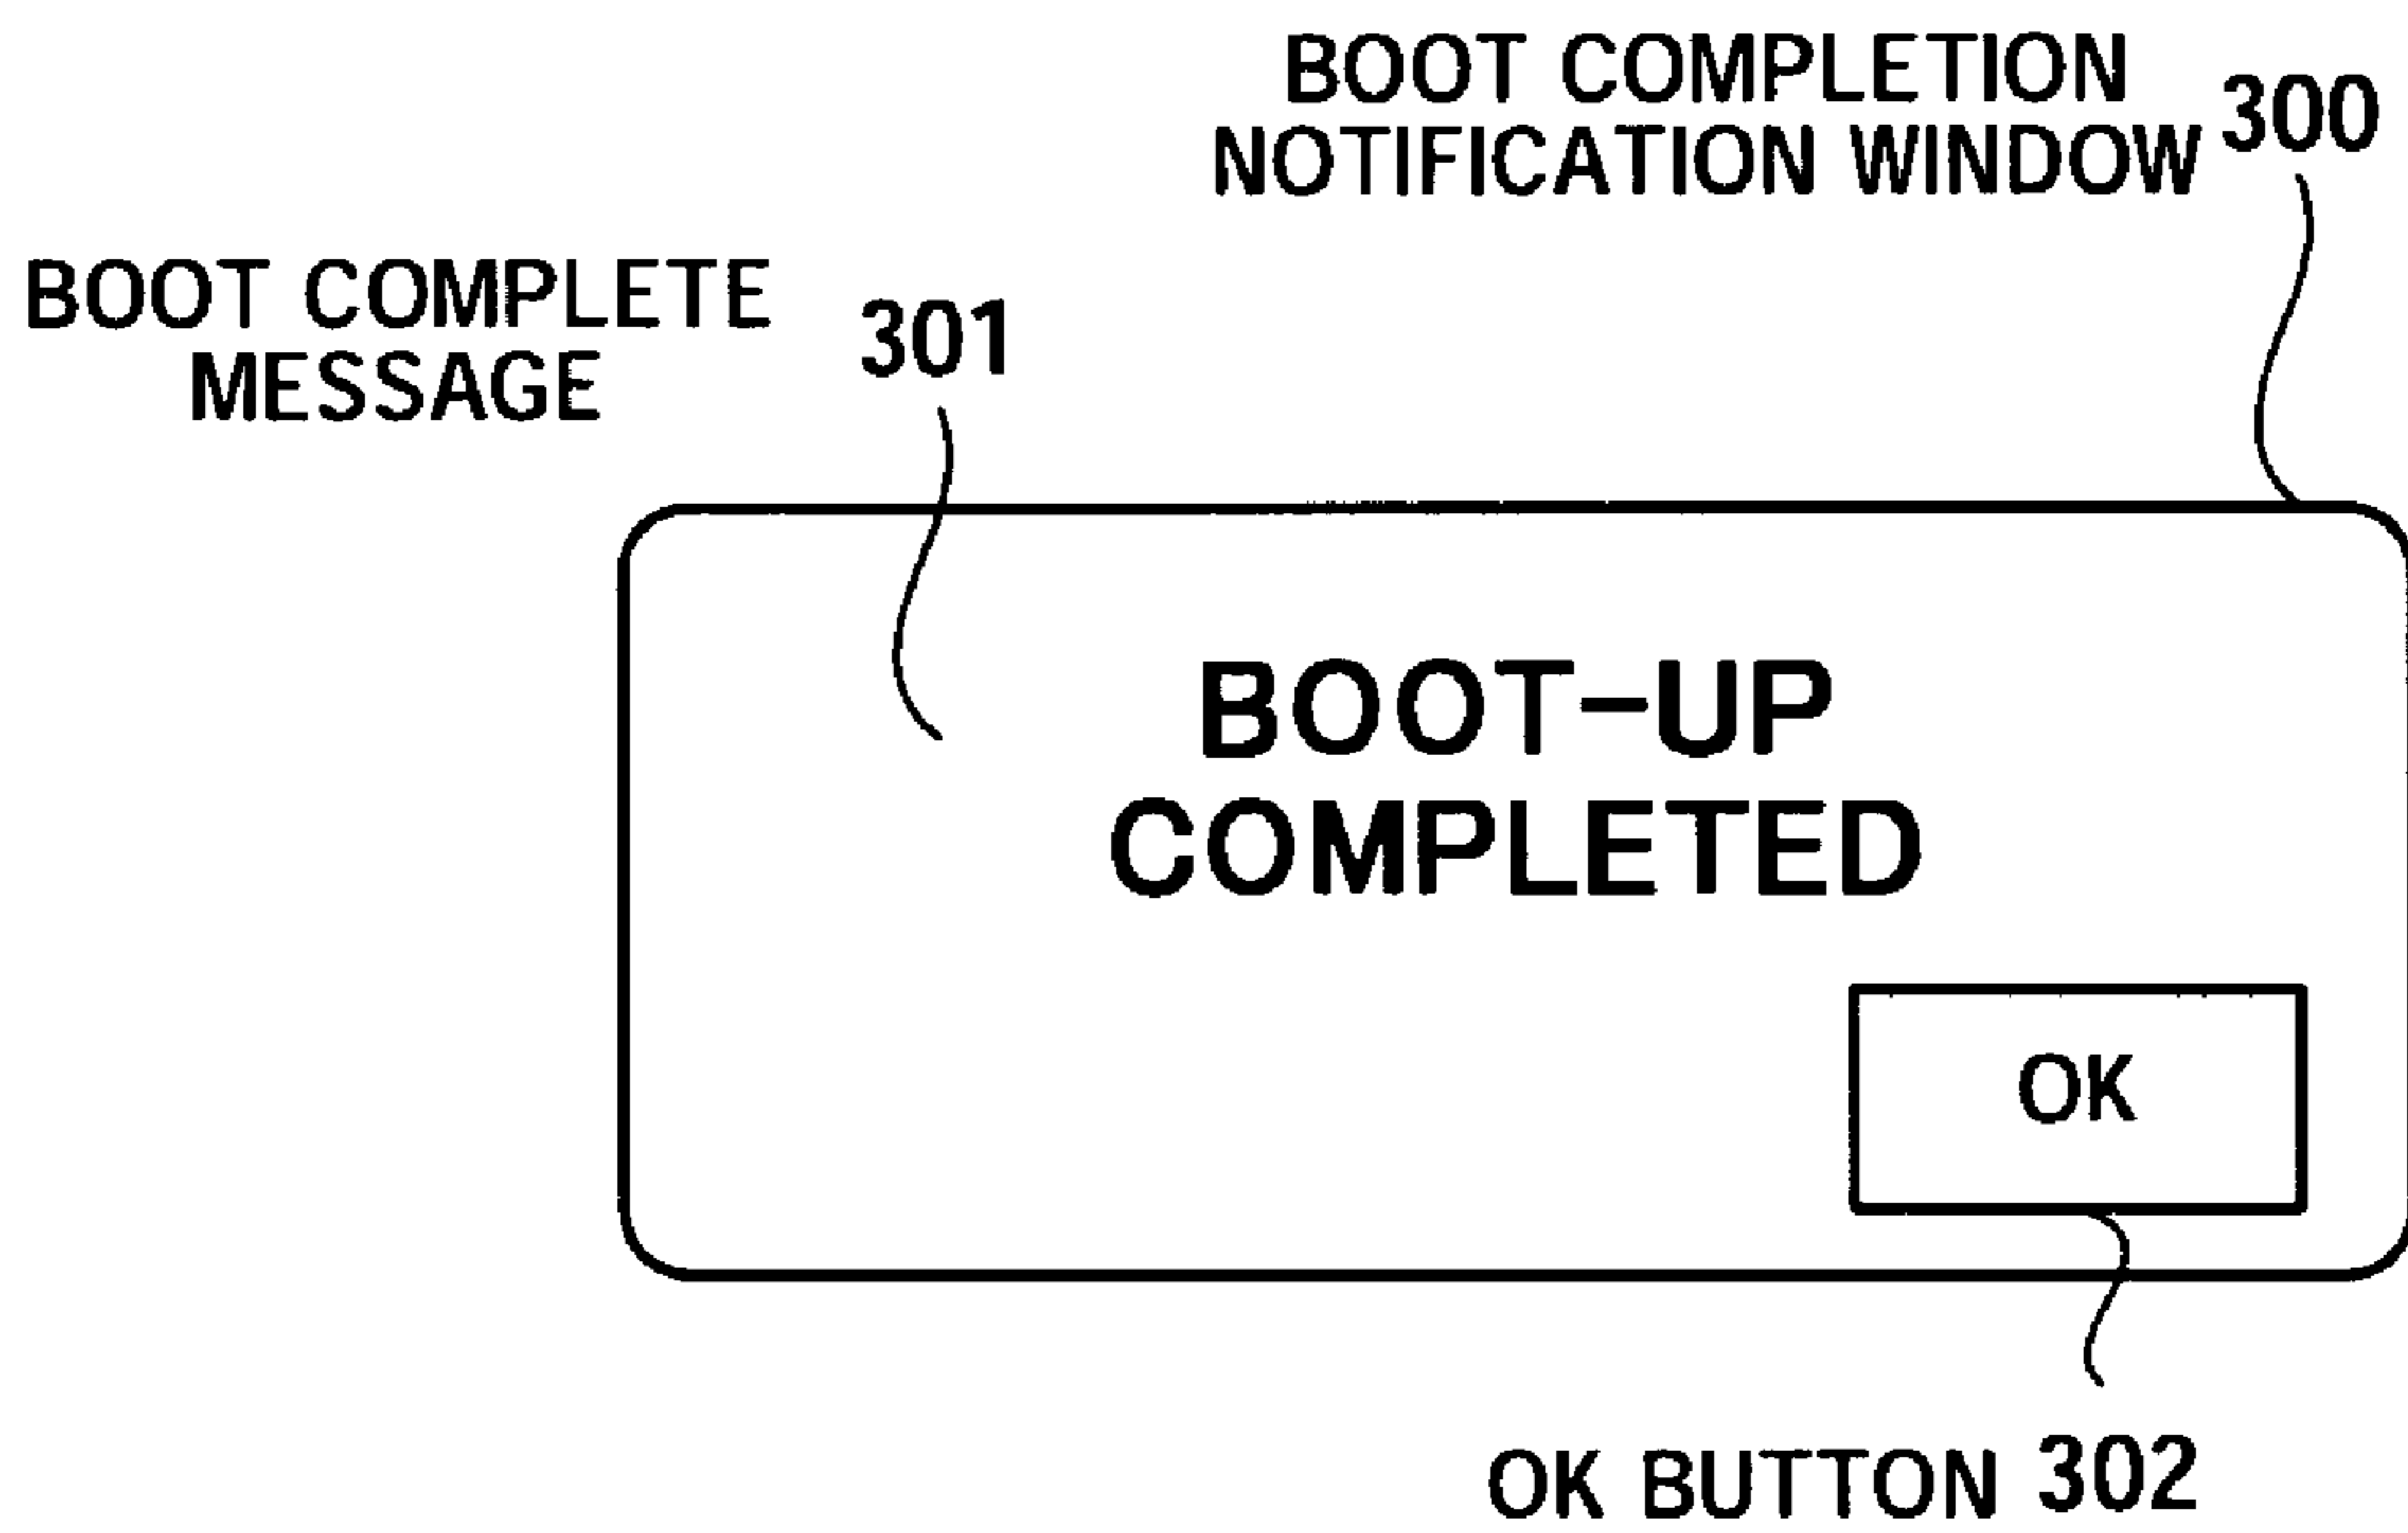 BOOT COMPLETION
NOTIFICATION WINDOW 300
BOOT COMPLETE
MESSAGE
301
BOOT-UP
COMPLETED
OK
OK BUTTON 302